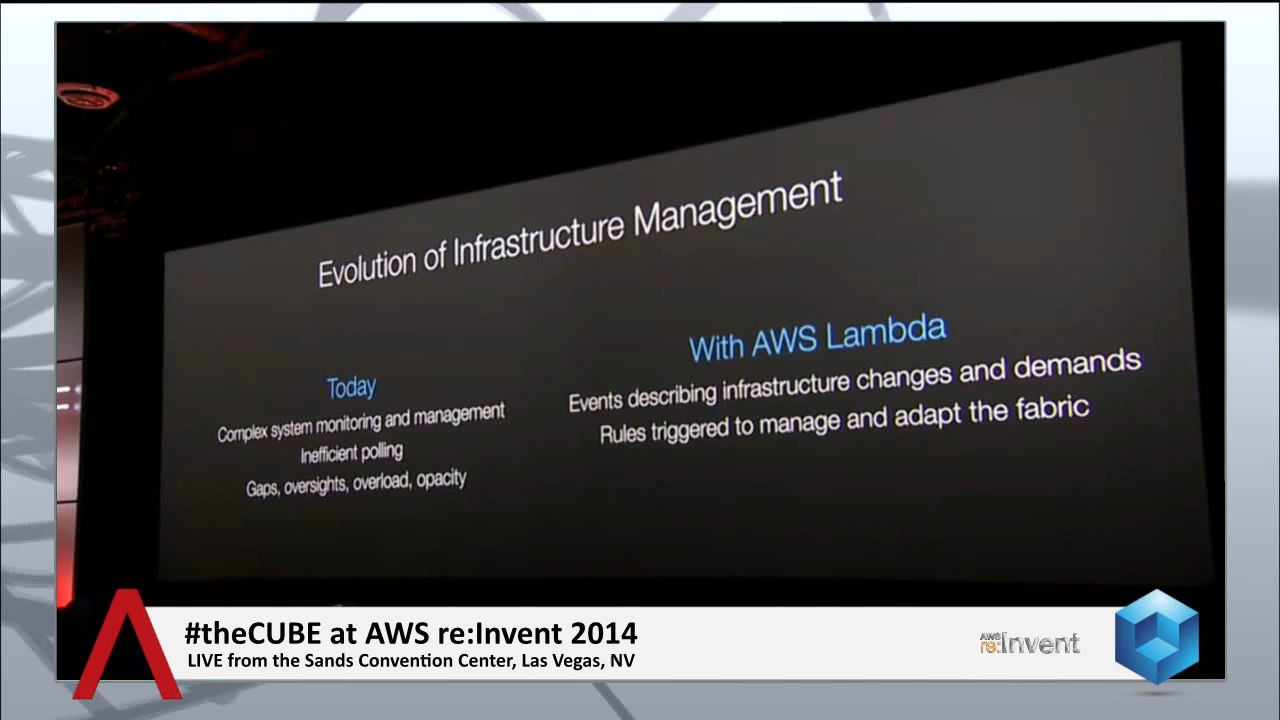 Evolution of Infrastructure Management
Today
Complex system monitoring and management
Inefficient polling
Gaps, oversights, overload, opacity
With AWS Lambda
Events describing infrastructure changes and demands
Rules triggered to manage and adapt the fabric
#theCUBE at AWS re:Invent 2014
LIVE from the Sands Convention Center, Las Vegas, NV
AWS
re:Invent